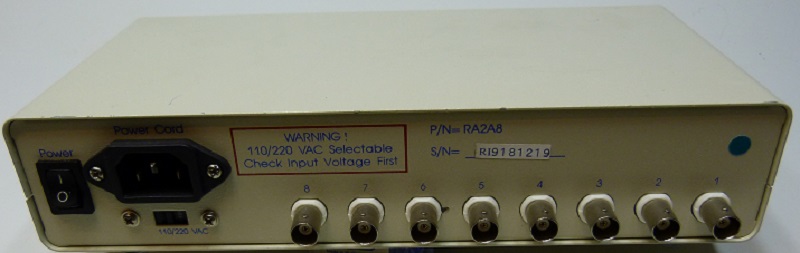 Power Cord
Power
WARNING !
110/220 VAC Selectable
Check Input Voltage First
P/N= RA2A8
S/N= RI9181219
8 7 6 5 4 3 2 1
110/220 VAC